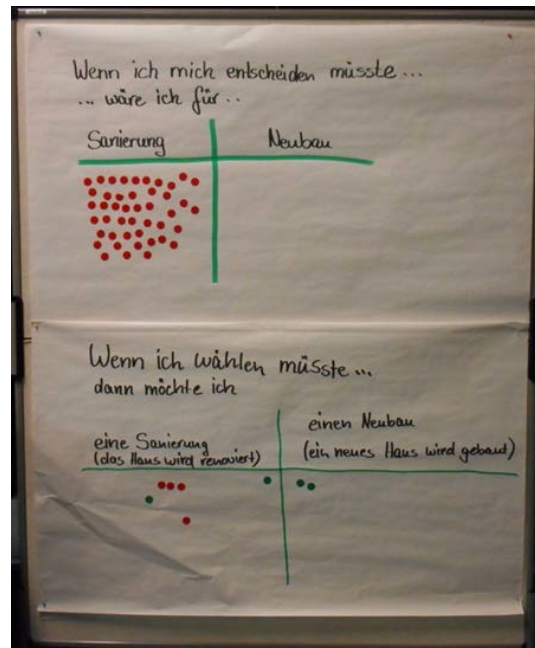 Wenn ich mich entscheiden müsste...
... wäre ich für..
Sanierung
Neubau
Wenn ich wählen müsste...
dann möchte ich
eine Sanierung
(das Haus wird renoviert)
einen Neubau
(ein neues Haus wird gebaut)